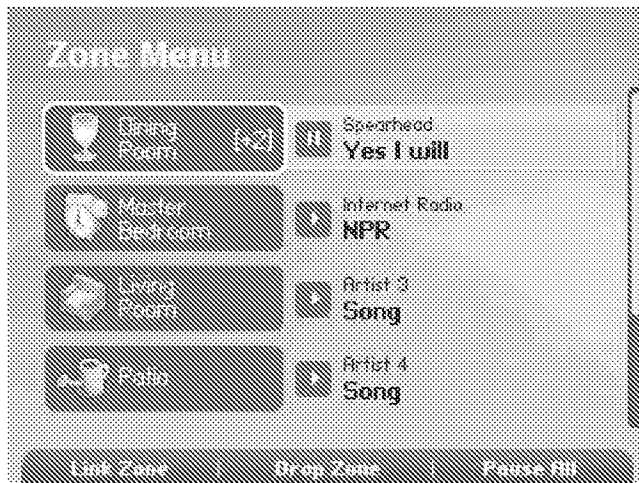 Zone Menu
Dining
Room [+2]
Spearhead
Yes I will
Master
Bedroom
Internet Radio
NPR
Living
Room
Artist 3
Song
Patio
Artist 4
Song
Link Zone | Drop Zone | Pause All